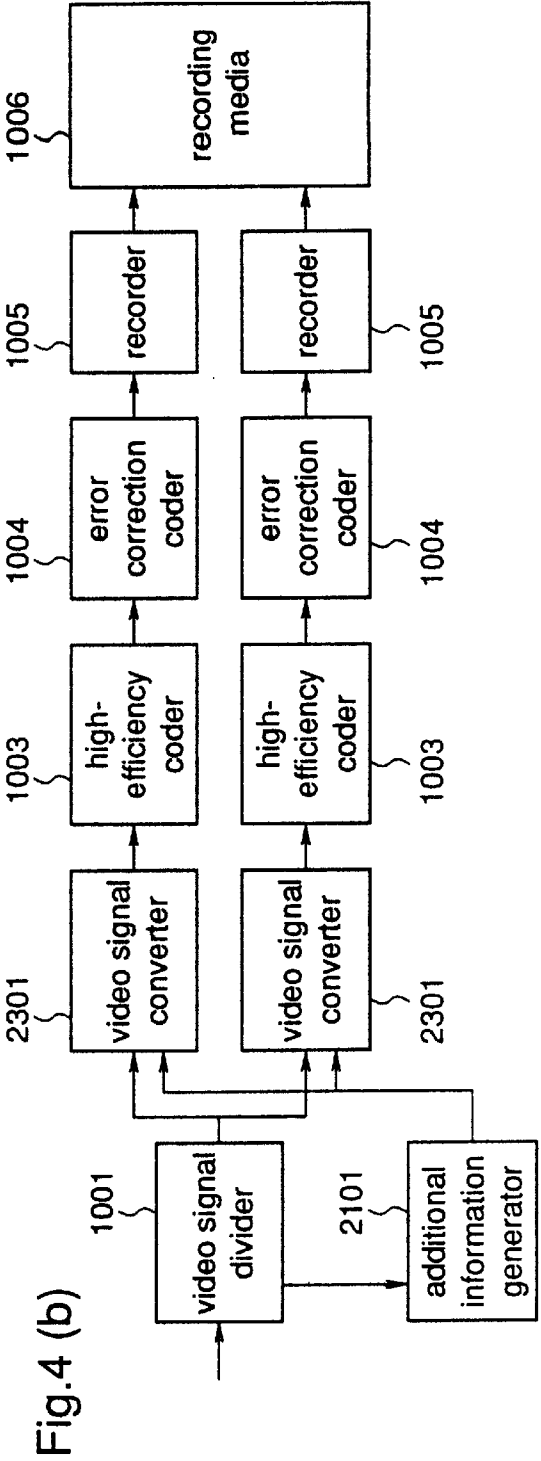 Fig.4 (b)
1001
video signal
divider
2101
additional
information
generator
2301
video signal
converter
1003
high-
efficiency
coder
1004
error
correction
coder
1005
recorder
1006
recording
media
video signal
converter
2301
high-
efficiency
coder
1003
error
correction
coder
1004
recorder
1005